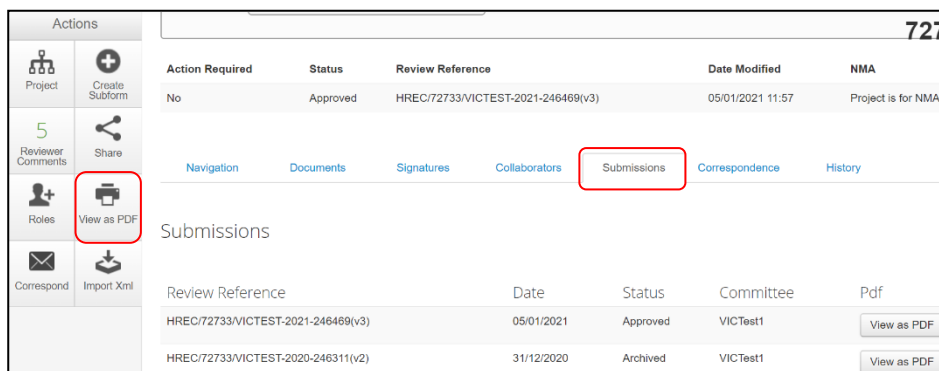 Actions
Project
Create Subform
5
Reviewer Comments
Share
Roles
View as PDF
Correspond
Import Xml
727
Action Required Status Review Reference Date Modified NMA
No Approved HREC/72733/VICTEST-2021-246469(v3) 05/01/2021 11:57 Project is for NMA
Navigation Documents Signatures Collaborators Submissions Correspondence History
Submissions
Review Reference Date Status Committee Pdf
HREC/72733/VICTEST-2021-246469(v3) 05/01/2021 Approved VICTest1 View as PDF
HREC/72733/VICTEST-2020-246311(v2) 31/12/2020 Archived VICTest1 View as PDF